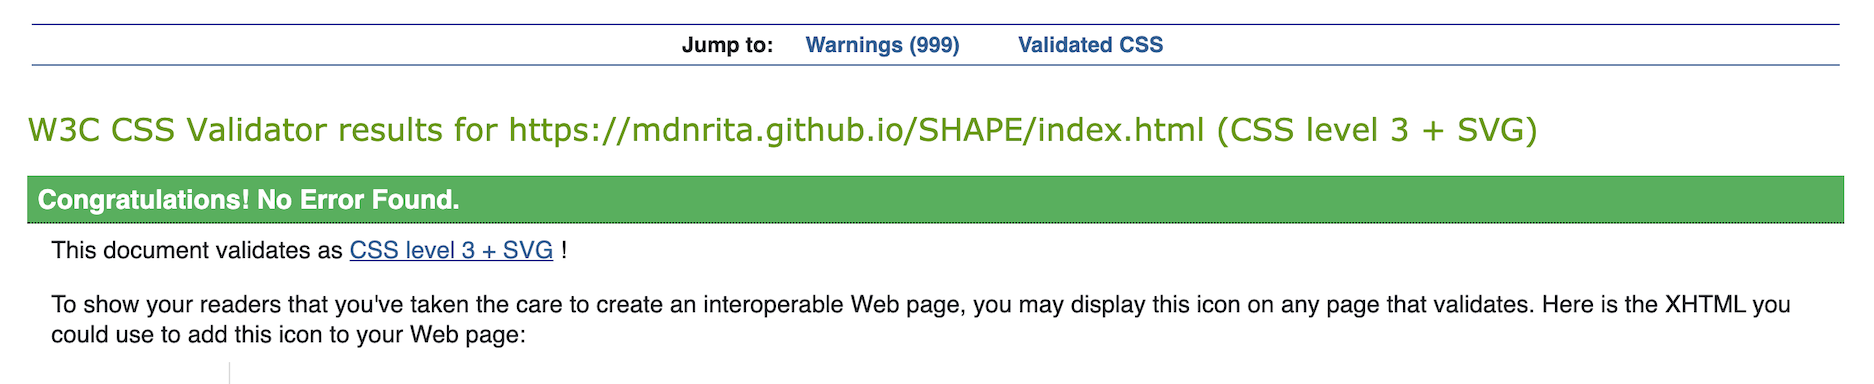 Jump to: Warnings (999) Validated CSS
W3C CSS Validator results for https://mdnrita.github.io/SHAPE/index.html (CSS level 3 + SVG)
Congratulations! No Error Found.
This document validates as CSS level 3 + SVG !
To show your readers that you've taken the care to create an interoperable Web page, you may display this icon on any page that validates. Here is the XHTML you
could use to add this icon to your Web page: